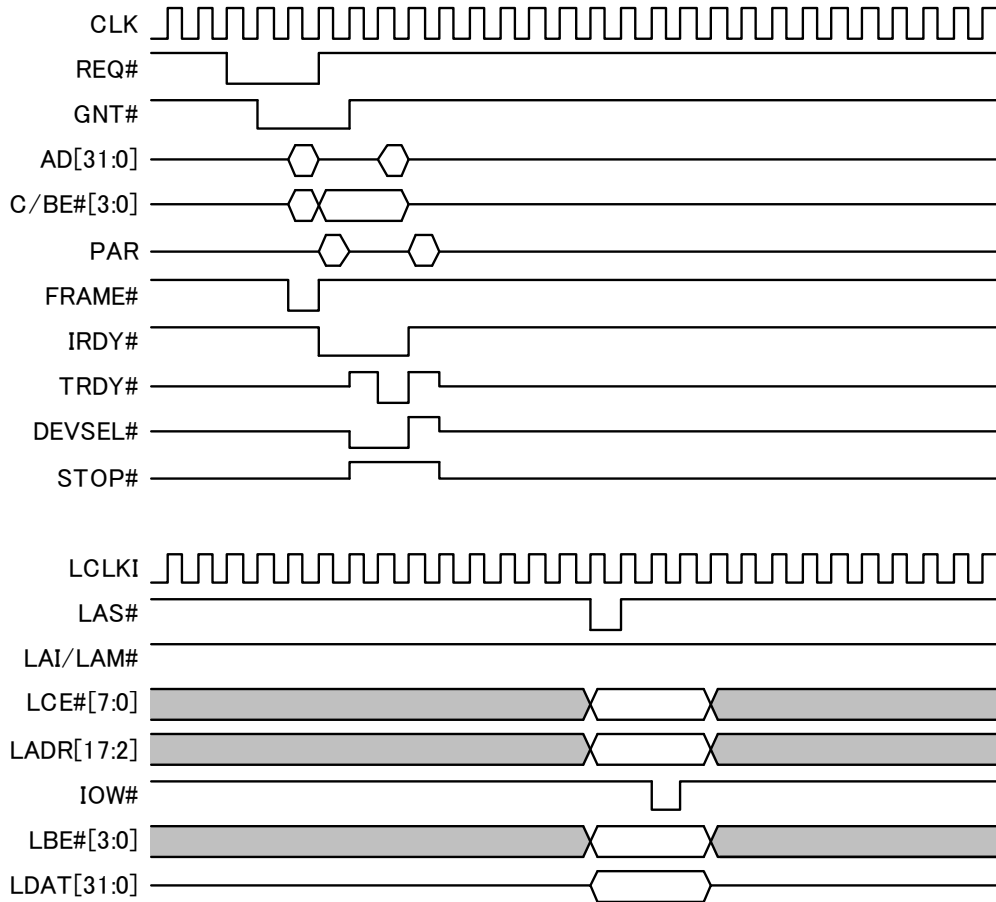 CLK
REQ#
GNT#
AD[31:0]
C/BE#[3:0]
PAR
FRAME#
IRDY#
TRDY#
DEVSEL#
STOP#
LCLKI
LAS#
LAI/LAM#
LCE#[7:0]
LADR[17:2]
IOW#
LBE#[3:0]
LDAT[31:0]